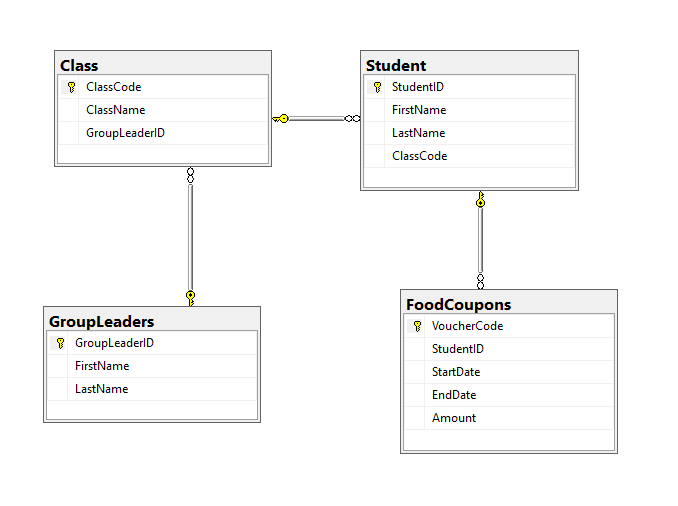 Class
ClassCode
ClassName
GroupLeaderID
Student
StudentID
FirstName
LastName
ClassCode
GroupLeaders
GroupLeaderID
FirstName
LastName
FoodCoupons
VoucherCode
StudentID
StartDate
EndDate
Amount